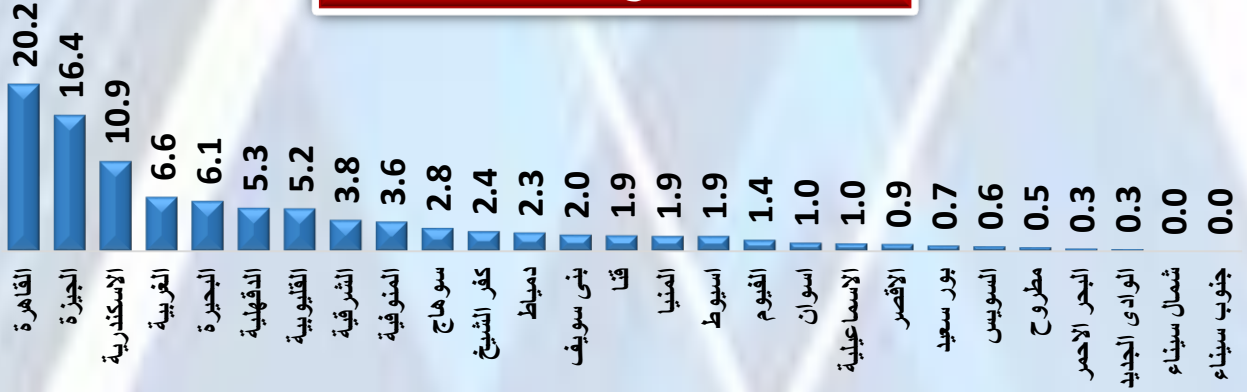 20.2
16.4
10.9
6.6
6.1
5.3
5.2
3.8
3.6
2.8
2.4
2.3
2.0
1.9
1.9
1.9
1.4
1.0
1.0
0.9
0.7
0.6
0.5
0.3
0.3
0.0
0.0
القاهرة
الجيزة
الاسكندرية
الغربية
البحيرة
الدقهلية
القليوبية
الشرقية
المنوفية
سوهاج
كفر الشيخ
دمياط
بنى سويف
قنا
المنيا
اسيوط
الفيوم
اسوان
الاسماعيلية
الاقصر
بور سعيد
السويس
مطروح
البحر الاحمر
الوادى الجديد
شمال سيناء
جنوب سيناء